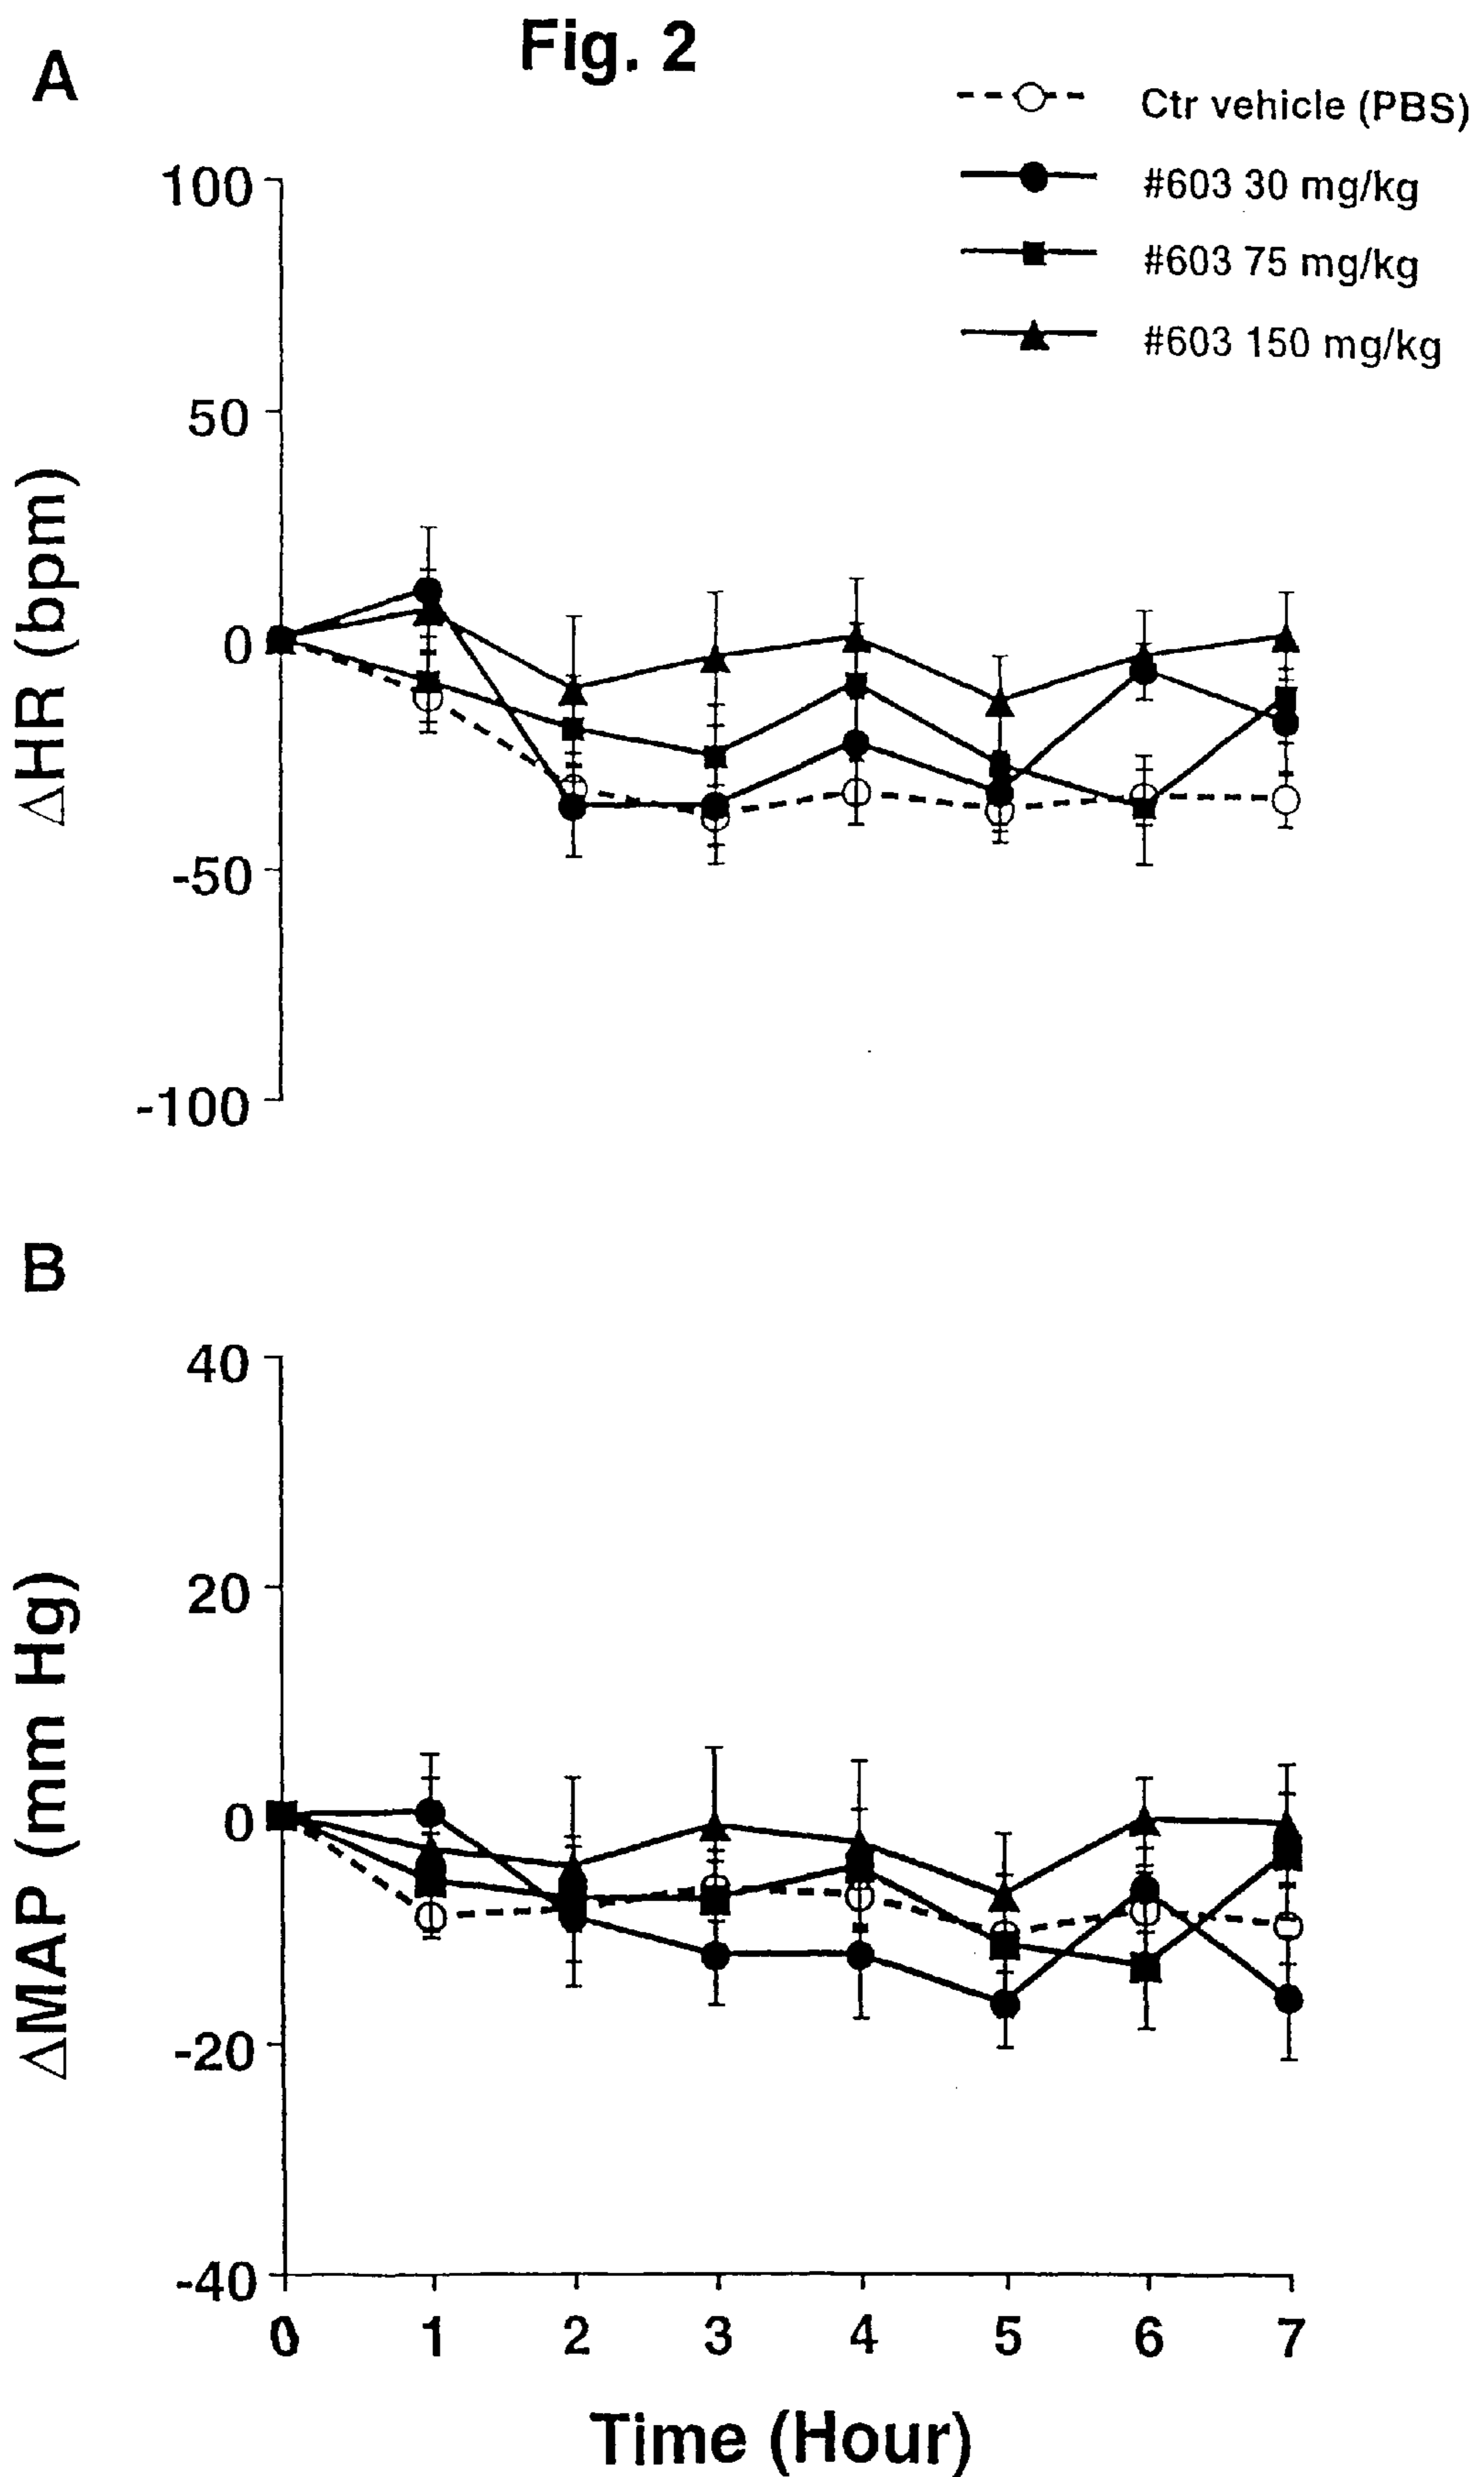 Fig. 2
A
Ctr vehicle (PBS)
#603 30 mg/kg
#603 75 mg/kg
#603 150 mg/kg
100
50
0
-50
-100
△HR (bpm)
B
40
20
0
-20
-40
△MAP (mm Hg)
0 1 2 3 4 5 6 7
Time (Hour)